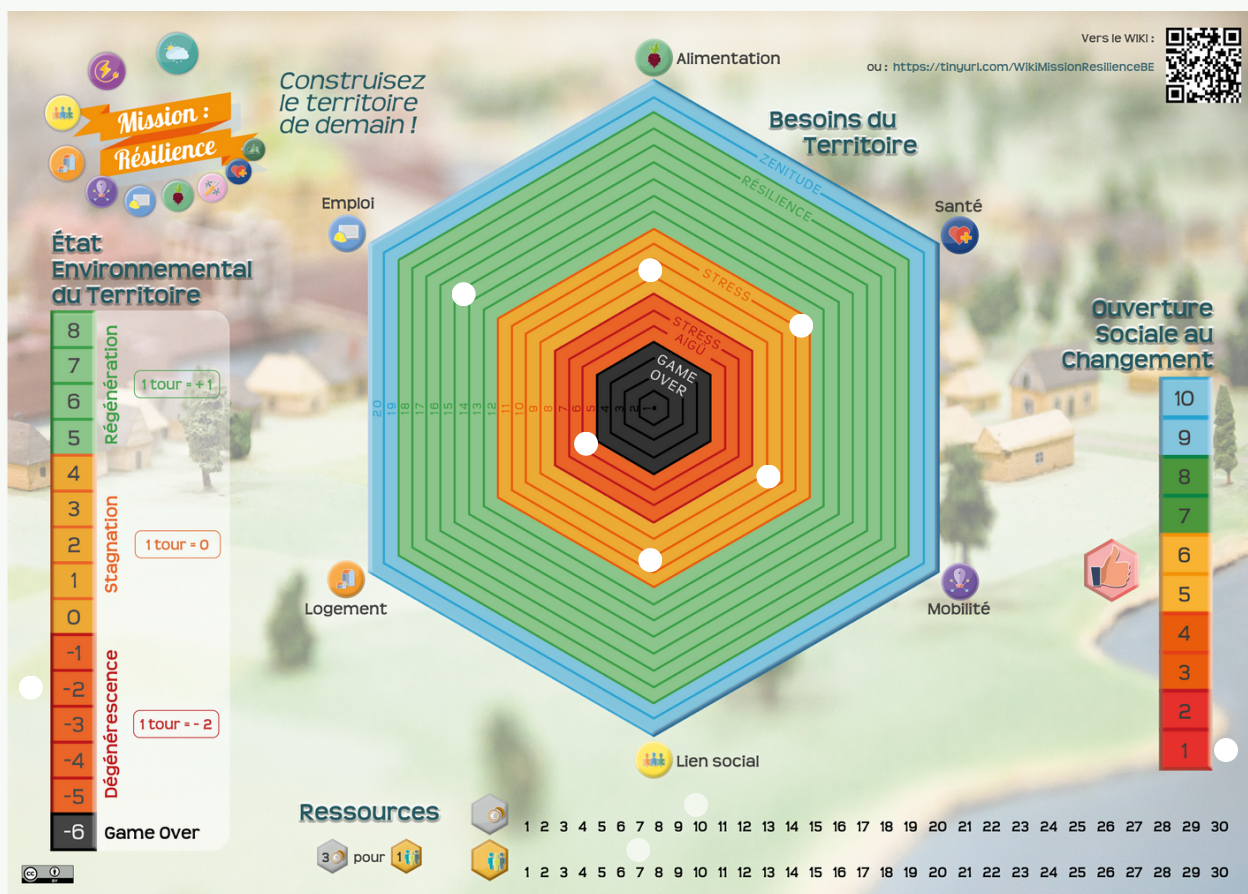 Vers le WIKI :
ou : https://tinyurl.com/WikiMissionResilienceBE
Mission :
Résilience
Construisez
le territoire
de demain !
Alimentation
Besoins du
Territoire
ZENITUDE
RÉSILIENCE
STRESS
STRESS
AIGÜ
GAME
OVER
20 19 18 17 16 15 14 13 12 11 10 9 8 7 6 5 4 3 2 1
Emploi
Santé
Logement
Mobilité
Lien social
État
Environnemental
du Territoire
8
7
6
5
4
3
2
1
0
-1
-2
-3
-4
-5
-6
Régénération
1 tour = +1
Stagnation
1 tour = 0
Dégénérescence
1 tour = - 2
Game Over
Ouverture
Sociale au
Changement
10
9
8
7
6
5
4
3
2
1
Ressources
3 pour 1
1 2 3 4 5 6 7 8 9 10 11 12 13 14 15 16 17 18 19 20 21 22 23 24 25 26 27 28 29 30
1 2 3 4 5 6 7 8 9 10 11 12 13 14 15 16 17 18 19 20 21 22 23 24 25 26 27 28 29 30
cc
BY